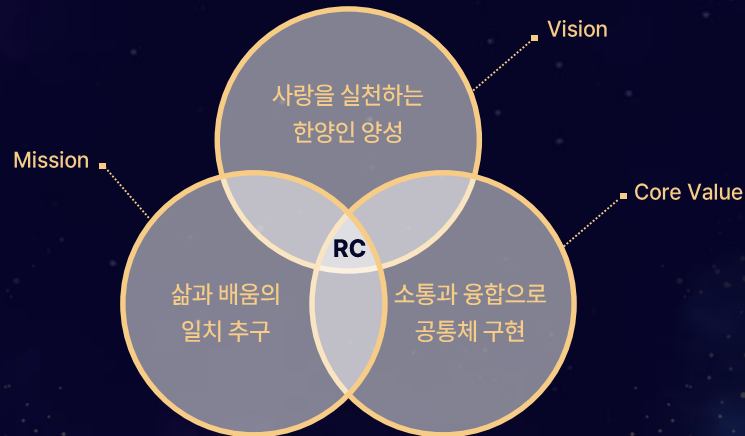 Vision
사랑을 실천하는
한양인 양성
Mission
Core Value
RC
삶과 배움의
일치 추구
소통과 융합으로
공통체 구현